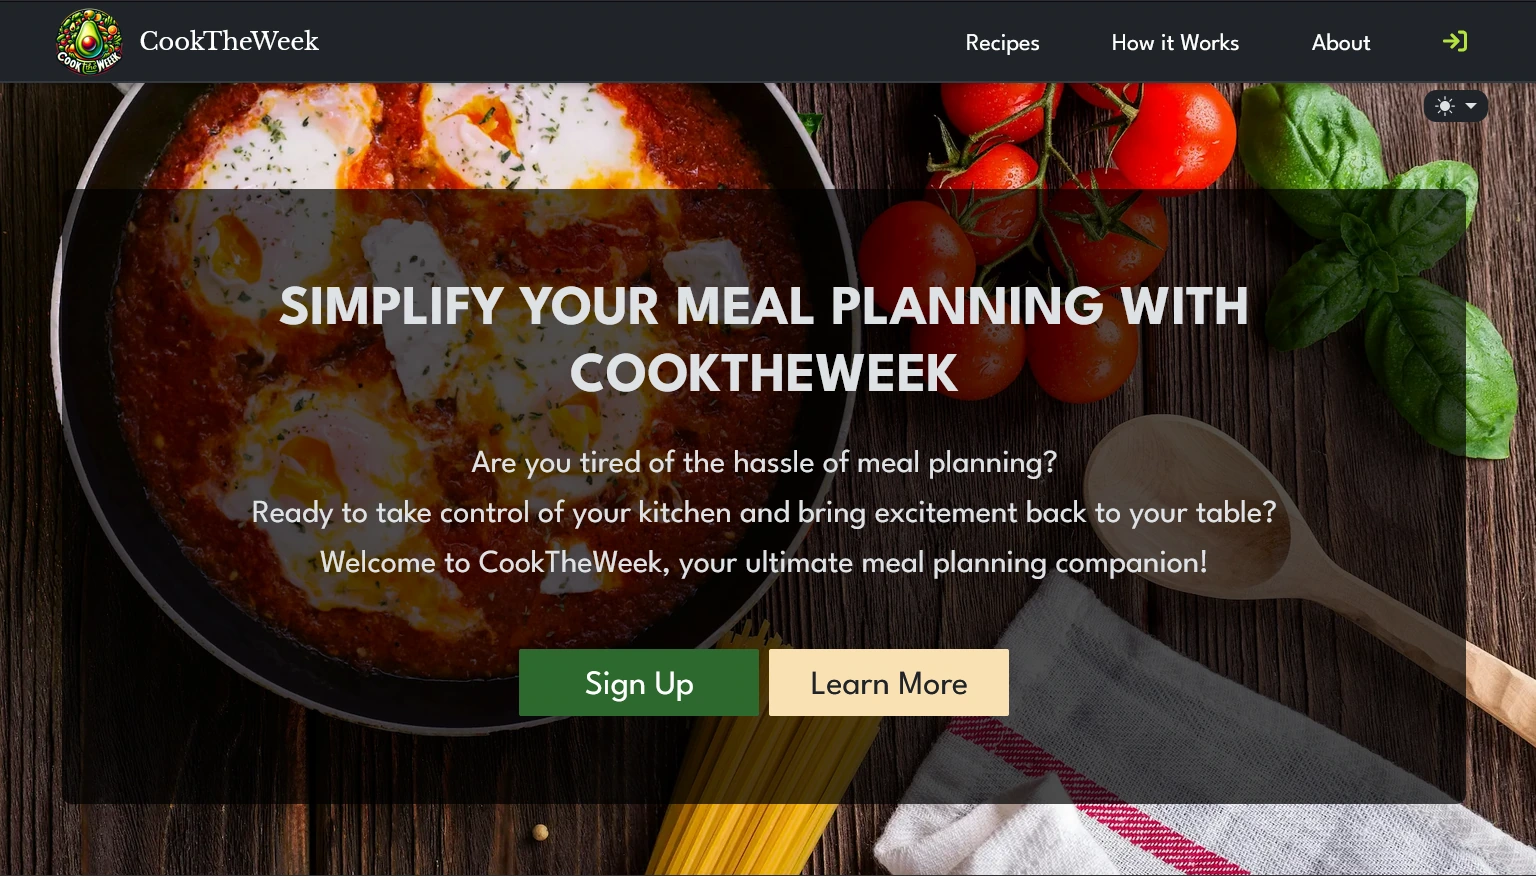 COOK the WEEK
CookTheWeek
Recipes
How it Works
About
SIMPLIFY YOUR MEAL PLANNING WITH
COOKTHEWEEK
Are you tired of the hassle of meal planning?
Ready to take control of your kitchen and bring excitement back to your table?
Welcome to CookTheWeek, your ultimate meal planning companion!
Sign Up
Learn More